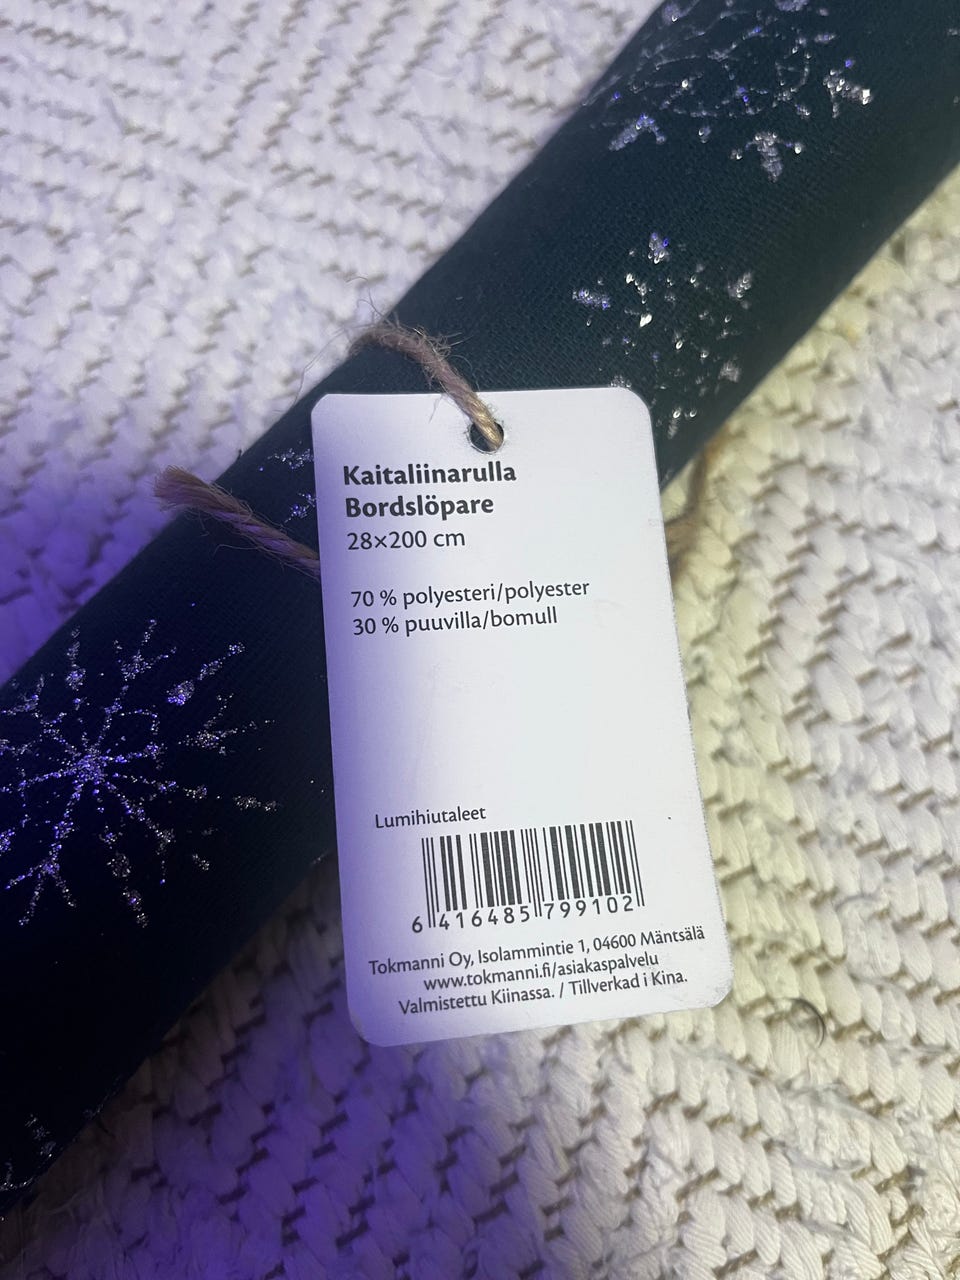 Kaitaliinarulla
Bordslöpare
28×200 cm
70 % polyesteri/polyester
30 % puuvilla/bomull
Lumihiutaleet
6 416485 799102
Tokmanni Oy, Isolammintie 1, 04600 Mäntsälä
www.tokmanni.fi/asiakaspalvelu
Valmistettu Kiinassa. / Tillverkad i Kina.